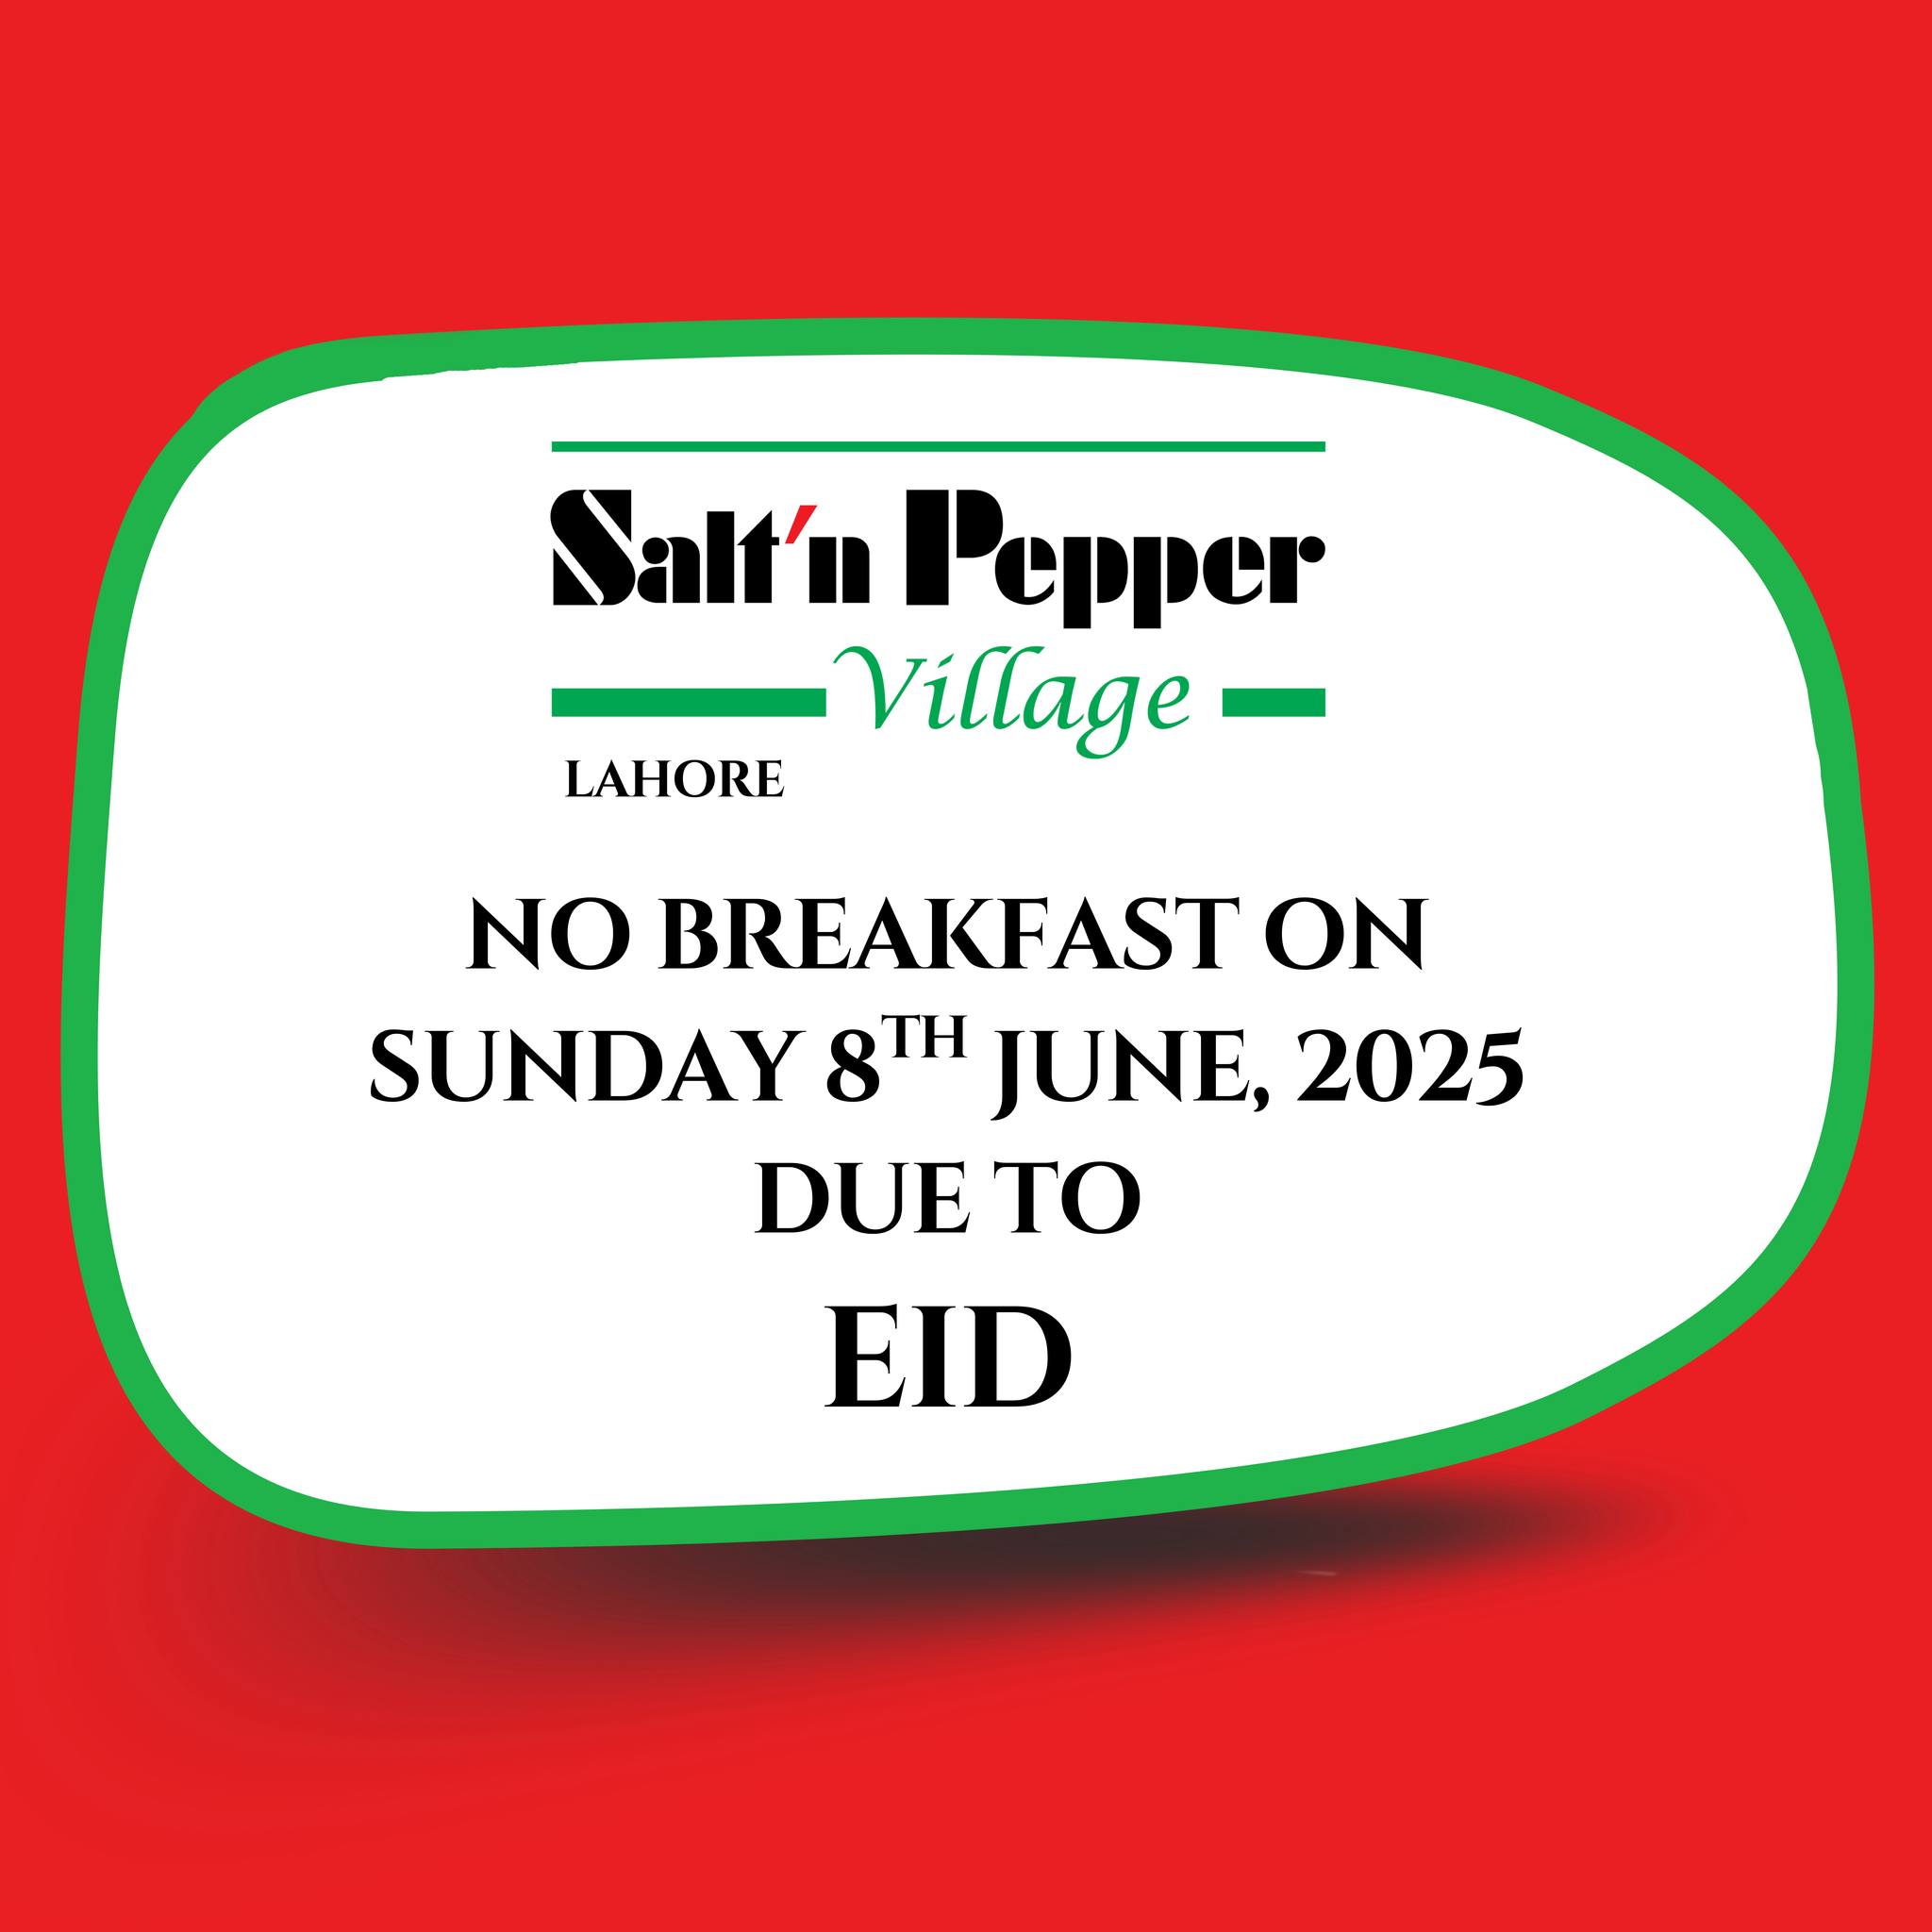 Salt'n Pepper
Village
LAHORE
NO BREAKFAST ON
SUNDAY 8TH JUNE, 2025
DUE TO
EID